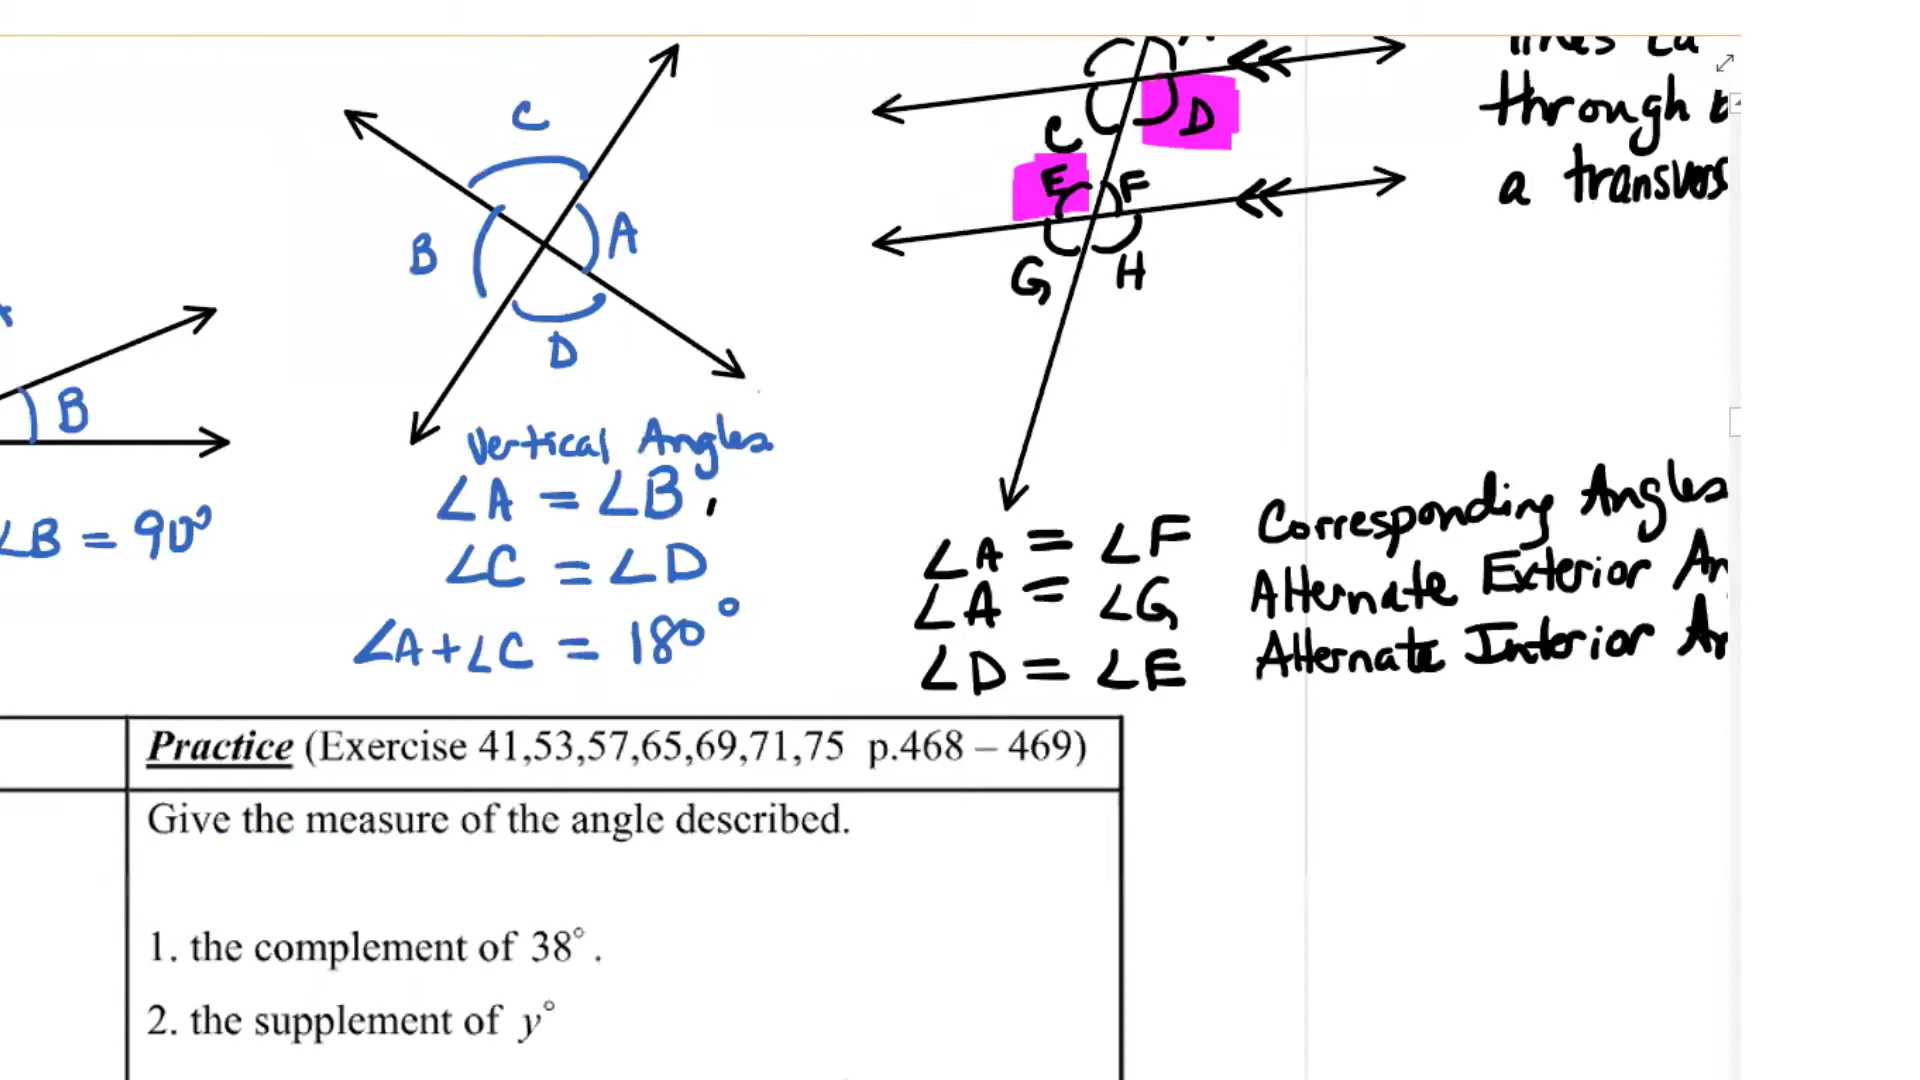 C
B
A
D
Vertical Angles
∠A = ∠B,
∠C = ∠D
∠A+∠C = 180°
B
∠B = 90°
D
C
E
F
G
H
through
a
∠A = ∠F Corresponding Angles
∠A = ∠G Alternate Exterior
∠D = ∠E Alternate Interior
Practice (Exercise 41,53,57,65,69,71,75 p.468 – 469)
Give the measure of the angle described.
1. the complement of 38°.
2. the supplement of y°